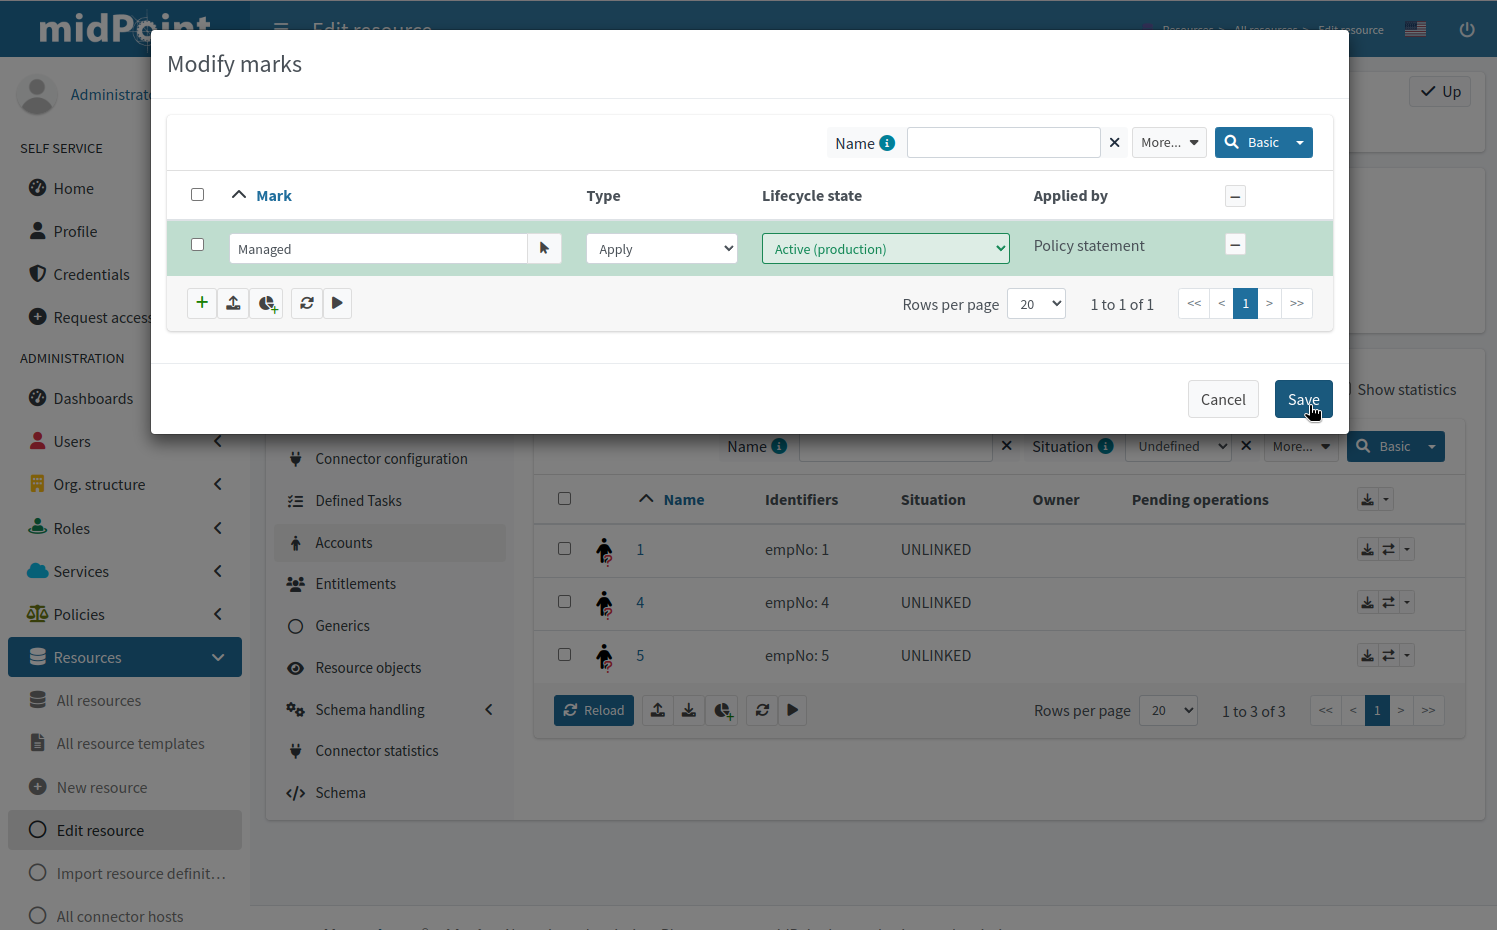 midPoint
Edit resource
Resources > All resources > Edit resource
Modify marks
Administrat
Up
SELF SERVICE
Name
More...
Basic
Home
Mark
Type
Lifecycle state
Applied by
Profile
Managed
Apply
Active (production)
Policy statement
Credentials
Request access
Rows per page
20
1 to 1 of 1
<<
<
1
>
>>
ADMINISTRATION
Dashboards
Cancel
Save
Show statistics
Users
Connector configuration
Name
Situation
Undefined
More...
Basic
Org. structure
Defined Tasks
Name
Identifiers
Situation
Owner
Pending operations
Roles
Accounts
1
empNo: 1
UNLINKED
Services
Entitlements
4
empNo: 4
UNLINKED
Policies
Generics
Resources
Resource objects
5
empNo: 5
UNLINKED
All resources
Schema handling
Reload
Rows per page
20
1 to 3 of 3
<<
<
1
>
>>
All resource templates
Connector statistics
New resource
Schema
Edit resource
Import resource definit...
All connector hosts